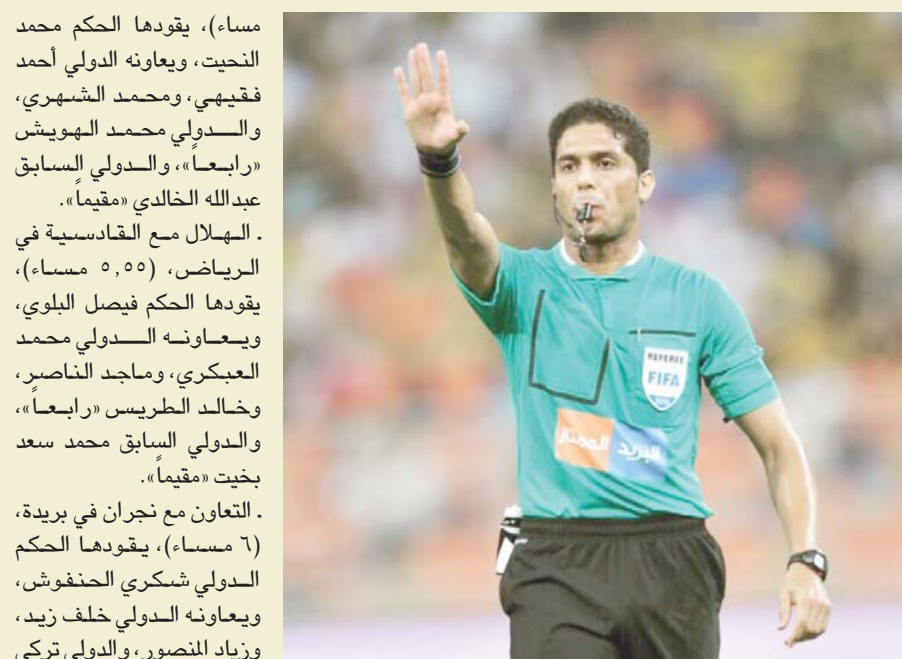 مساء)، يقودها الحكم محمد
النحيت، ويعاونه الدولي أحمد
فقيهي، ومحمد الشهري،
والدولي محمد الهويش
«رابعاً»، والدولي السابق
عبدالله الخالدي «مقيماً».
. الهلال مع القادسية في
الرياض، (٥,٥٥ مساء)،
يقودها الحكم فيصل البلوي،
ويعاونه الدولي محمد
العبكري، وماجد الناصر،
وخالد الطريس «رابعاً»،
والدولي السابق محمد سعد
بخيت «مقيماً».
. التعاون مع نجران في بريدة،
(٦ مساء)، يقودها الحكم
الدولي شكري الحنفوش،
ويعاونه الدولي خلف زيد،
وزياد المنصور، والدولي تركي
REFEREE
FIFA
البريد الممتاز